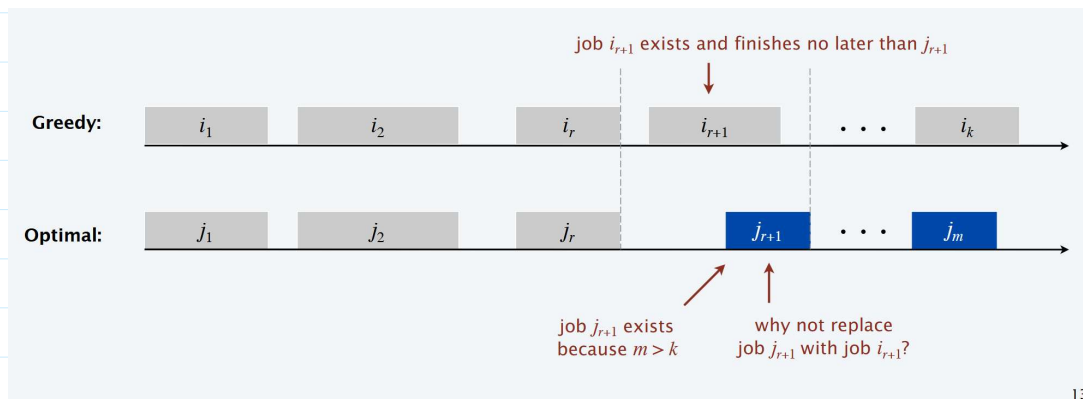 job i_{r+1} exists and finishes no later than j_{r+1}
Greedy: i_1 i_2 i_r i_{r+1} . . . i_k
Optimal: j_1 j_2 j_r j_{r+1} . . . j_m
job j_{r+1} exists
because m > k
why not replace
job j_{r+1} with job i_{r+1}?
13